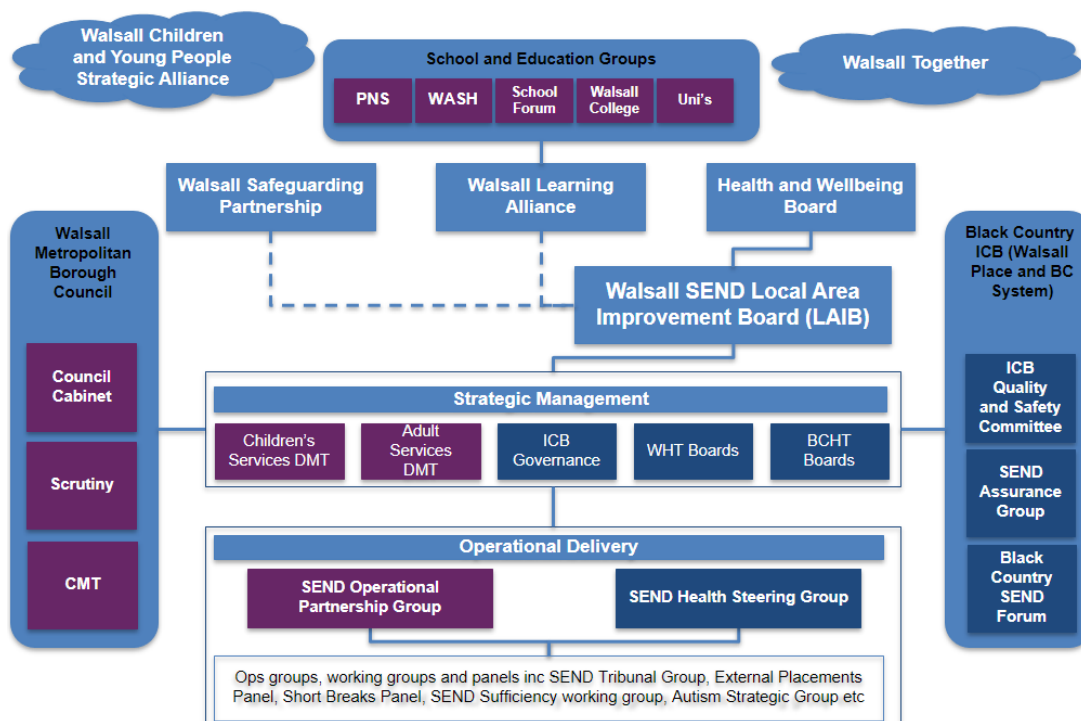 Walsall Children
and Young People
Strategic Alliance
School and Education Groups
PNS
WASH
School
Forum
Walsall
College
Uni's
Walsall Together
Walsall Safeguarding
Partnership
Walsall Learning
Alliance
Health and Wellbeing
Board
Walsall
Metropolitan
Borough
Council
Council
Cabinet
Scrutiny
CMT
Walsall SEND Local Area
Improvement Board (LAIB)
Strategic Management
Children's
Services DMT
Adult
Services
DMT
ICB
Governance
WHT Boards
BCHT
Boards
Operational Delivery
SEND Operational
Partnership Group
SEND Health Steering Group
Ops groups, working groups and panels inc SEND Tribunal Group, External Placements
Panel, Short Breaks Panel, SEND Sufficiency working group, Autism Strategic Group etc
Black Country
ICB (Walsall
Place and BC
System)
ICB
Quality
and Safety
Committee
SEND
Assurance
Group
Black
Country
SEND
Forum